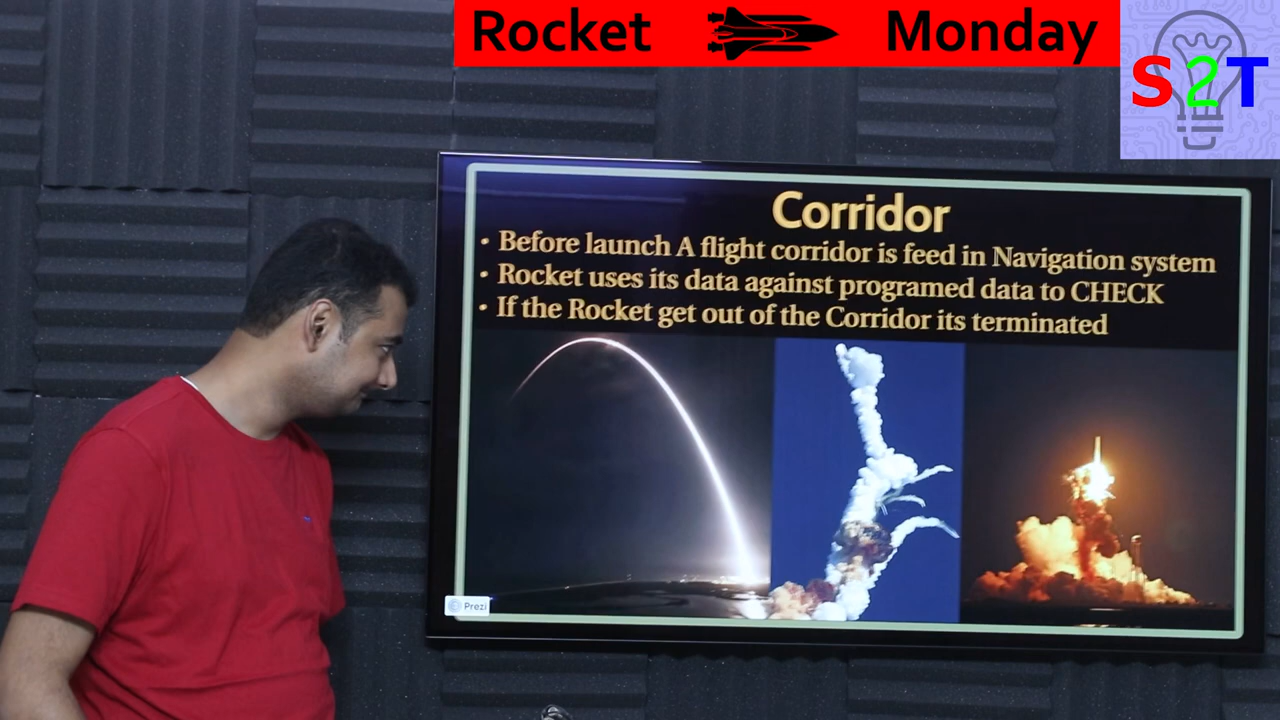 Rocket Monday
S2T
Corridor
• Before launch A flight corridor is feed in Navigation system
• Rocket uses its data against programed data to CHECK
• If the Rocket get out of the Corridor its terminated
Prezi